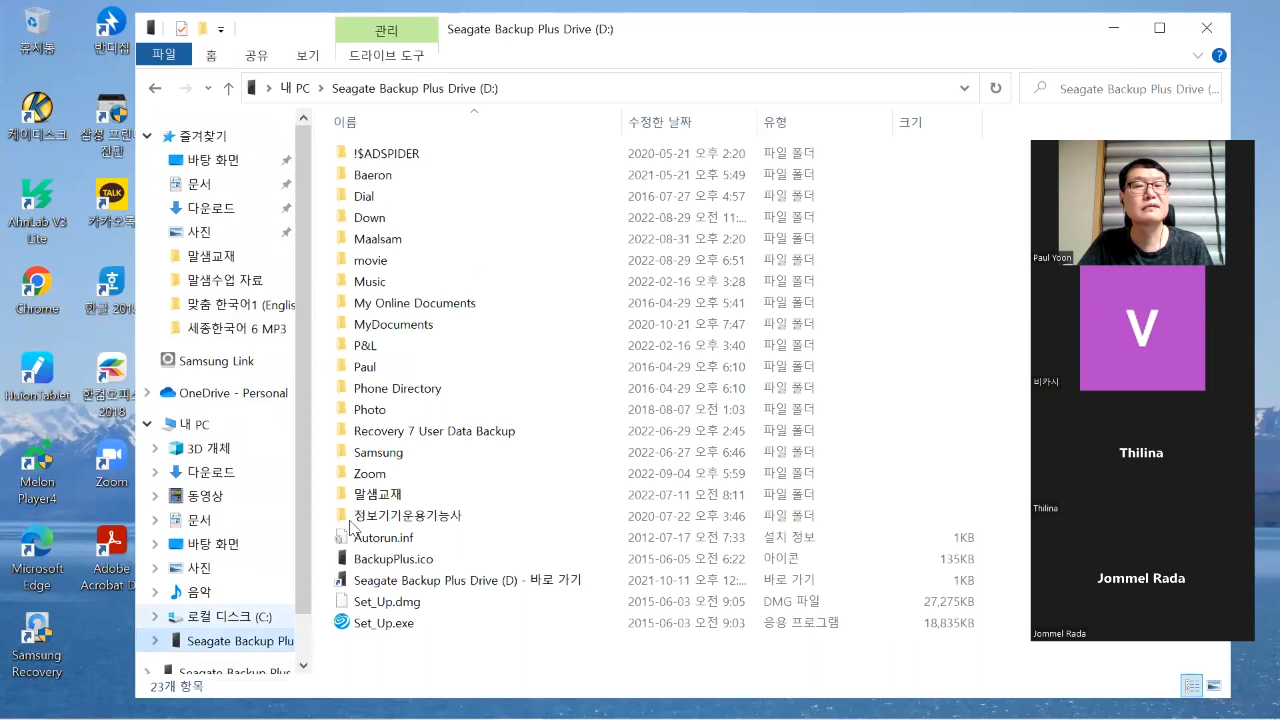 휴지통
반디집
케이디스크
삼성 프린
진단
AhnLab V3
Lite
카카오톡
TALK
Chrome
한글 201
Huion Tablet
한컴오피스
2018
Melon
Player4
Zoom
Microsoft
Edge
Adobe
Acrobat D
Samsung
Recovery
관리
Seagate Backup Plus Drive (D:)
파일
홈
공유
보기
드라이브 도구
내 PC
Seagate Backup Plus Drive (D:)
Seagate Backup Plus Drive (...
즐겨찾기
바탕 화면
문서
다운로드
사진
말샘교재
말샘수업 자료
맞춤 한국어1 (Englis
세종한국어 6 MP3
Samsung Link
OneDrive - Personal
내 PC
3D 개체
다운로드
동영상
문서
바탕 화면
사진
음악
로컬 디스크 (C:)
Seagate Backup Plu
Seagate Backup Plus
이름 수정한 날짜 유형 크기
!$ADSPIDER 2020-05-21 오후 2:20 파일 폴더
Baeron 2021-05-21 오후 5:49 파일 폴더
Dial 2016-07-27 오후 4:57 파일 폴더
Down 2022-08-29 오전 11:... 파일 폴더
Maalsam 2022-08-31 오후 2:20 파일 폴더
movie 2022-08-29 오후 6:51 파일 폴더
Music 2022-02-16 오후 3:28 파일 폴더
My Online Documents 2016-04-29 오후 5:41 파일 폴더
MyDocuments 2020-10-21 오후 7:47 파일 폴더
P&L 2022-02-16 오후 3:40 파일 폴더
Paul 2016-04-29 오후 6:10 파일 폴더
Phone Directory 2016-04-29 오후 6:10 파일 폴더
Photo 2018-08-07 오전 1:03 파일 폴더
Recovery 7 User Data Backup 2022-06-29 오후 2:45 파일 폴더
Samsung 2022-06-27 오후 6:46 파일 폴더
Zoom 2022-09-04 오후 5:59 파일 폴더
말샘교재 2022-07-11 오전 8:11 파일 폴더
정보기기운용기능사 2020-07-22 오후 3:46 파일 폴더
Autorun.inf 2012-07-17 오전 7:33 설치 정보 1KB
BackupPlus.ico 2015-06-05 오전 6:22 아이콘 135KB
Seagate Backup Plus Drive (D) - 바로 가기 2021-10-11 오후 12:... 바로 가기 1KB
Set_Up.dmg 2015-06-03 오전 9:05 DMG 파일 27,275KB
Set_Up.exe 2015-06-03 오전 9:03 응용 프로그램 18,835KB
23개 항목
Paul Yoon
V
비카시
Thilina
Thilina
Jommel Rada
Jommel Rada